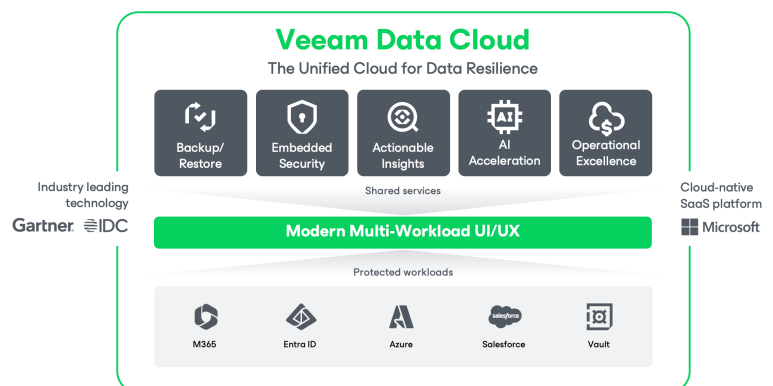 Veeam Data Cloud
The Unified Cloud for Data Resilience
Backup/
Restore
Embedded
Security
Actionable
Insights
AI
AI
Acceleration
$
Operational
Excellence
Shared services
Industry leading
technology
Gartner
IDC
Cloud-native
SaaS platform
Microsoft
Modern Multi-Workload UI/UX
Protected workloads
M365
Entra ID
Azure
salesforce
Salesforce
Vault